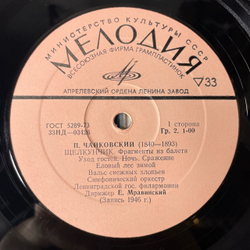 МИНИСТЕРСТВО КУЛЬТУРЫ СССР
МЕЛОДИЯ
ВСЕСОЮЗНАЯ ФИРМА ГРАМПЛАСТИНОК
33
АПРЕЛЕВСКИЙ ОРДЕНА ЛЕНИНА ЗАВОД
ГОСТ 5289-73
1 сторона
33НД—03426
Гр. 2. 1-00
П. ЧАЙКОВСКИЙ (1840—1893)
ЩЕЛКУНЧИК. Фрагменты из балета
Уход гостей. Ночь. Сражение
Еловый лес зимой
Вальс снежных хлопьев
Симфонический оркестр
Ленинградской гос. филармонии
Дирижер Е. Мравинский
(Запись 1946 г.)